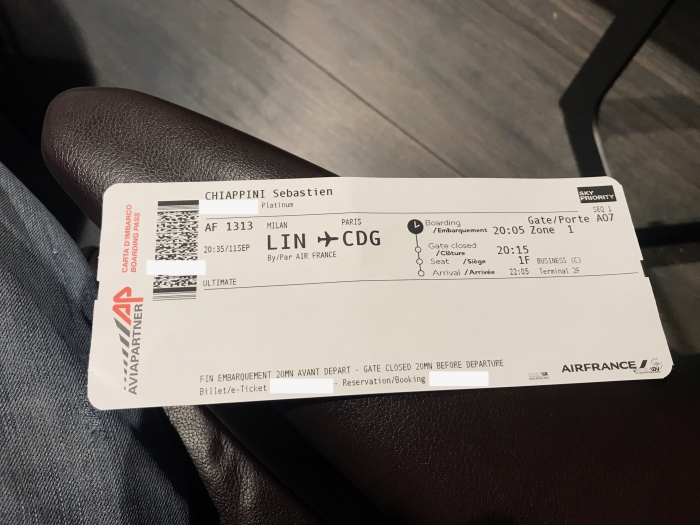 CHIAPPINI Sebastien
Platinum
SKY
PRIORITY
SEQ 1
AF 1313
20:35/11SEP
MILAN PARIS
LIN CDG
By/Par AIR FRANCE
Boarding
/Embarquement 20:05
Gate/Porte A07
Zone 1
Gate closed
/Clôture 20:15
Seat /Siège 1F BUSINESS (C)
Arrival /Arrivée 22:05 Terminal 2F
ULTIMATE
FIN EMBARQUEMENT 20MN AVANT DEPART - GATE CLOSED 20MN BEFORE DEPARTURE
Billet/e-Ticket - Reservation/Booking
AIRFRANCE
CARTA D'IMBARCO
BOARDING PASS
AP
AVIAPARTNER